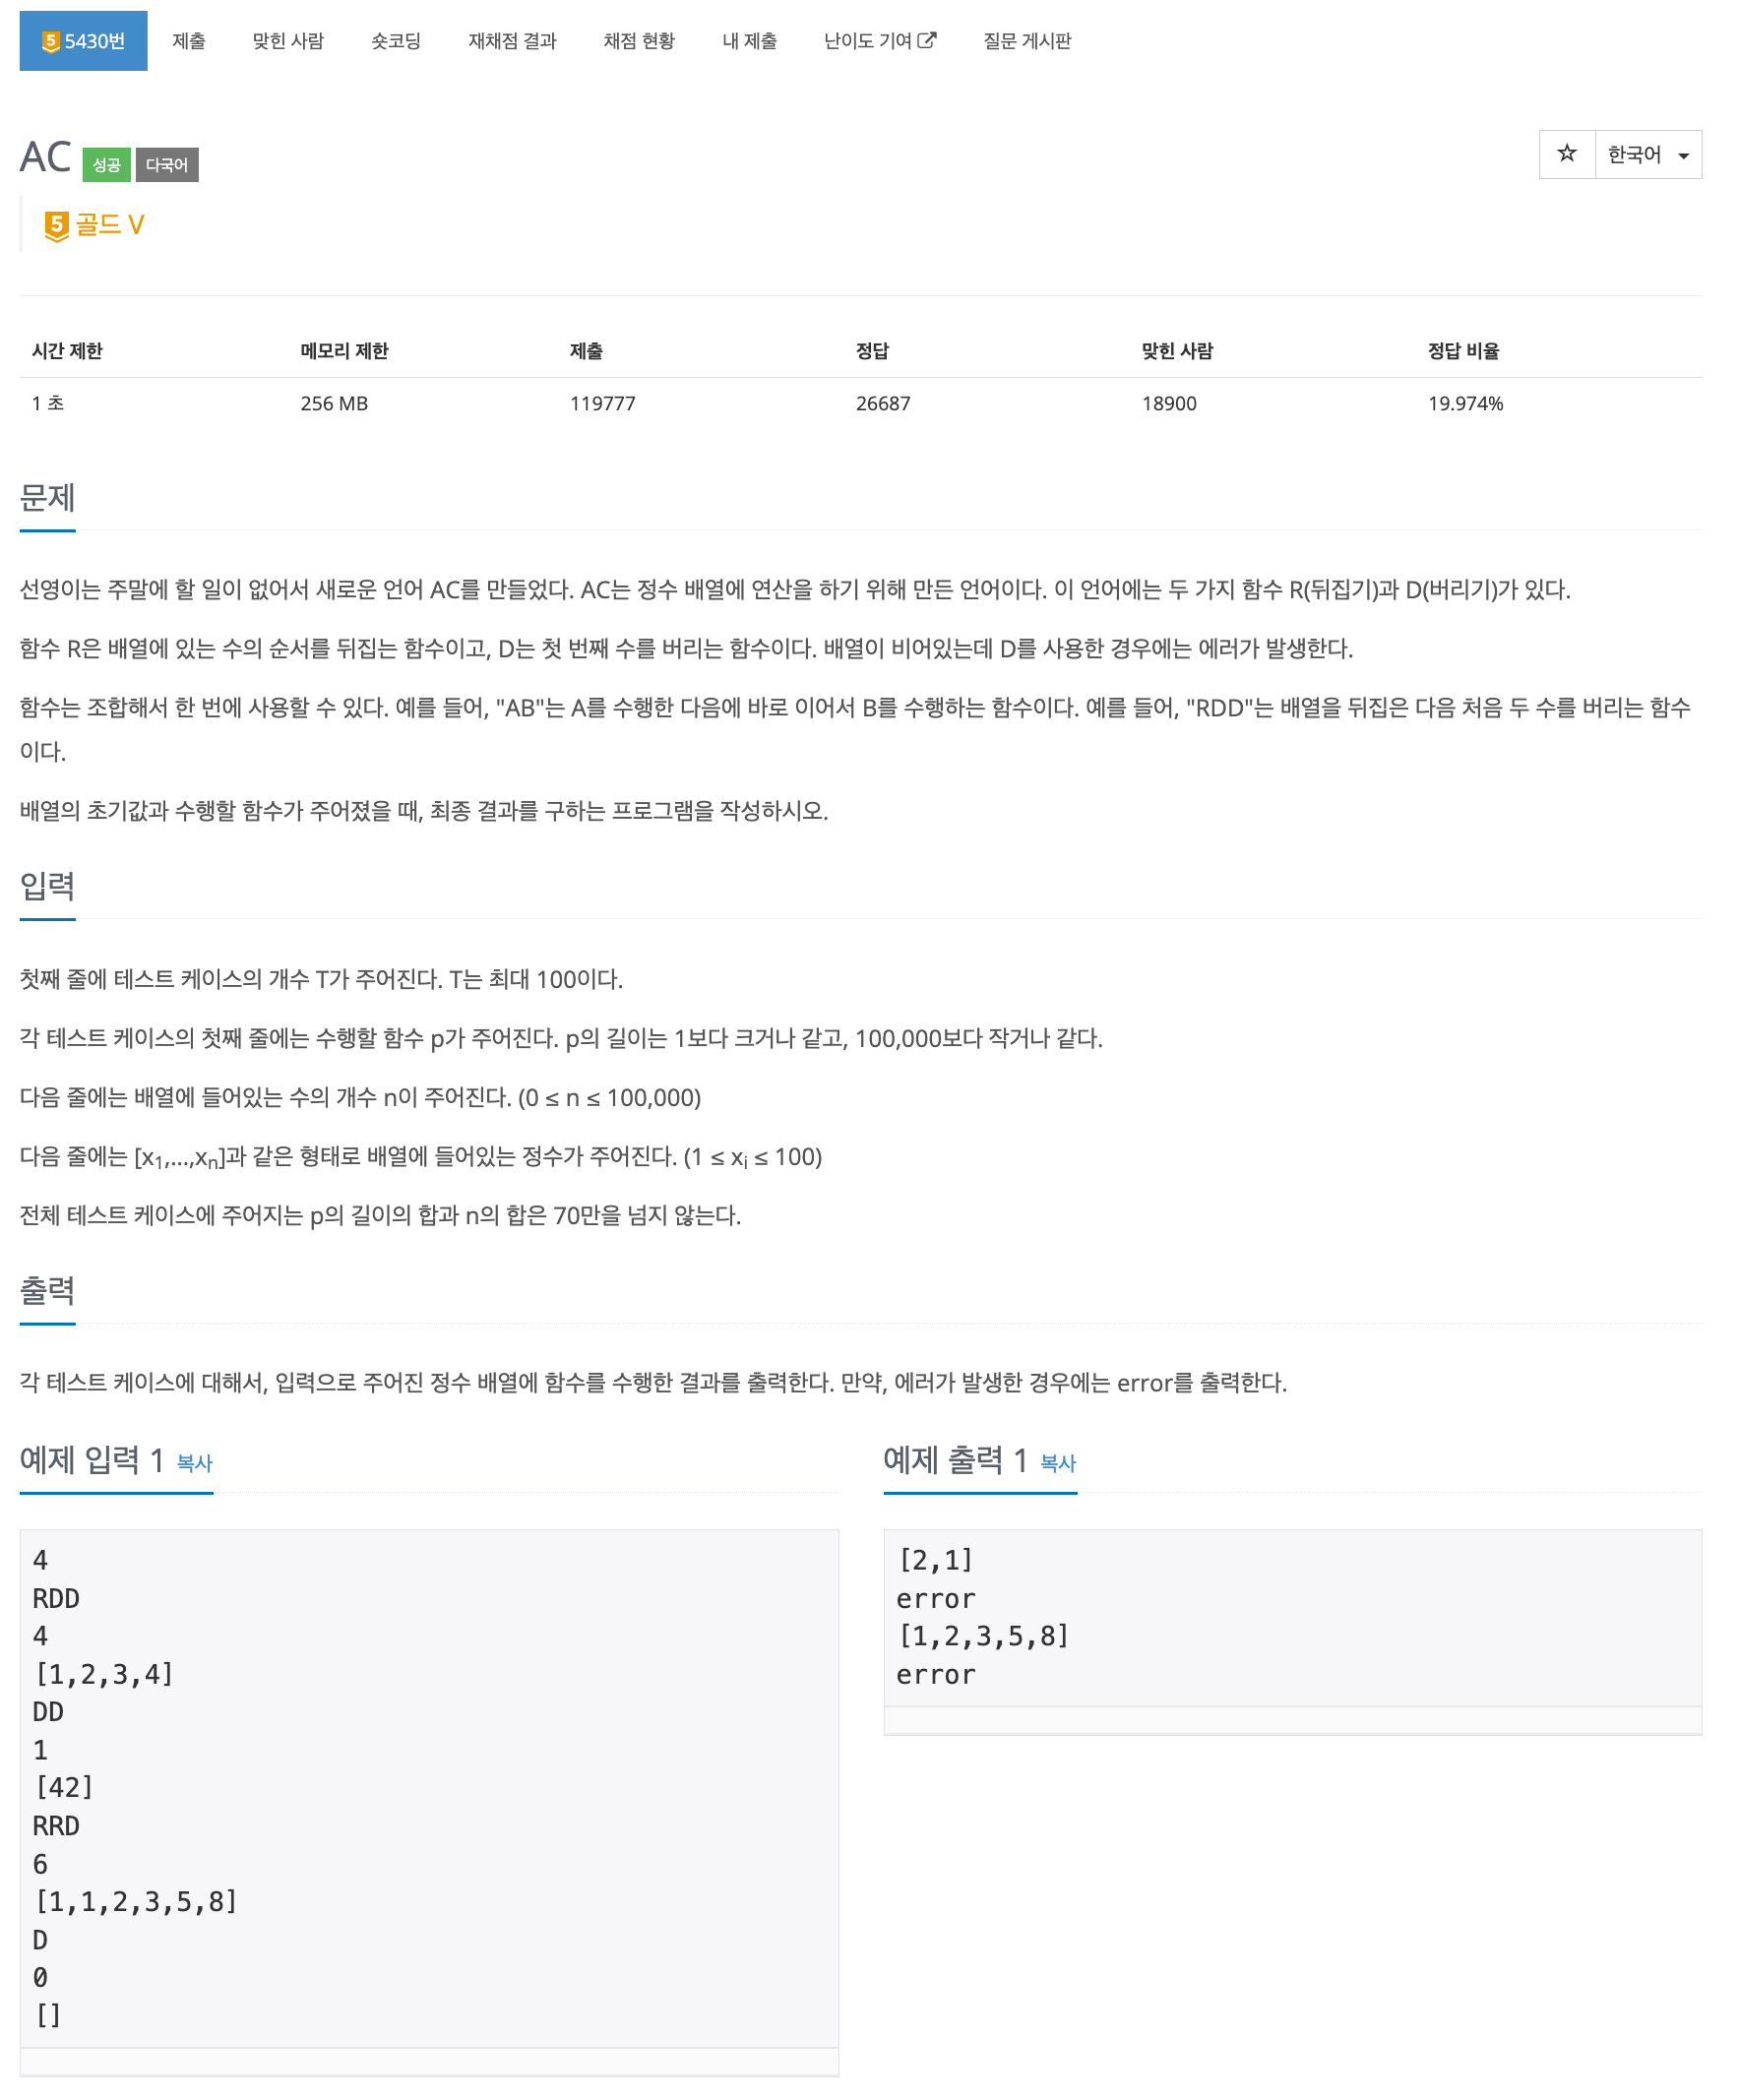 5 5430번 제출 맞힌 사람 숏코딩 재채점 결과 채점 현황 내 제출 난이도 기여 질문 게시판
AC 성공 다국어 ☆ 한국어
5 골드 V
시간 제한 메모리 제한 제출 정답 맞힌 사람 정답 비율
1 초 256 MB 119777 26687 18900 19.974%
문제
선영이는 주말에 할 일이 없어서 새로운 언어 AC를 만들었다. AC는 정수 배열에 연산을 하기 위해 만든 언어이다. 이 언어에는 두 가지 함수 R(뒤집기)과 D(버리기)가 있다.
함수 R은 배열에 있는 수의 순서를 뒤집는 함수이고, D는 첫 번째 수를 버리는 함수이다. 배열이 비어있는데 D를 사용한 경우에는 에러가 발생한다.
함수는 조합해서 한 번에 사용할 수 있다. 예를 들어, "AB"는 A를 수행한 다음에 바로 이어서 B를 수행하는 함수이다. 예를 들어, "RDD"는 배열을 뒤집은 다음 처음 두 수를 버리는 함수
이다.
배열의 초기값과 수행할 함수가 주어졌을 때, 최종 결과를 구하는 프로그램을 작성하시오.
입력
첫째 줄에 테스트 케이스의 개수 T가 주어진다. T는 최대 100이다.
각 테스트 케이스의 첫째 줄에는 수행할 함수 p가 주어진다. p의 길이는 1보다 크거나 같고, 100,000보다 작거나 같다.
다음 줄에는 배열에 들어있는 수의 개수 n이 주어진다. (0 ≤ n ≤ 100,000)
다음 줄에는 [x₁,...,xₙ]과 같은 형태로 배열에 들어있는 정수가 주어진다. (1 ≤ xᵢ ≤ 100)
전체 테스트 케이스에 주어지는 p의 길이의 합과 n의 합은 70만을 넘지 않는다.
출력
각 테스트 케이스에 대해서, 입력으로 주어진 정수 배열에 함수를 수행한 결과를 출력한다. 만약, 에러가 발생한 경우에는 error를 출력한다.
예제 입력 1 복사
4
RDD
4
[1,2,3,4]
DD
1
[42]
RRD
6
[1,1,2,3,5,8]
D
0
[]
예제 출력 1 복사
[2,1]
error
[1,2,3,5,8]
error